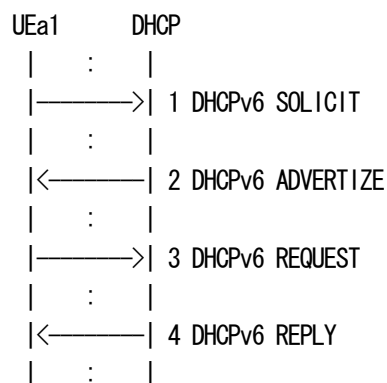 UEa1 DHCP
| : |
|-------->| 1 DHCPv6 SOLICIT
| : |
|<--------| 2 DHCPv6 ADVERTIZE
| : |
|-------->| 3 DHCPv6 REQUEST
| : |
|<--------| 4 DHCPv6 REPLY
| : |